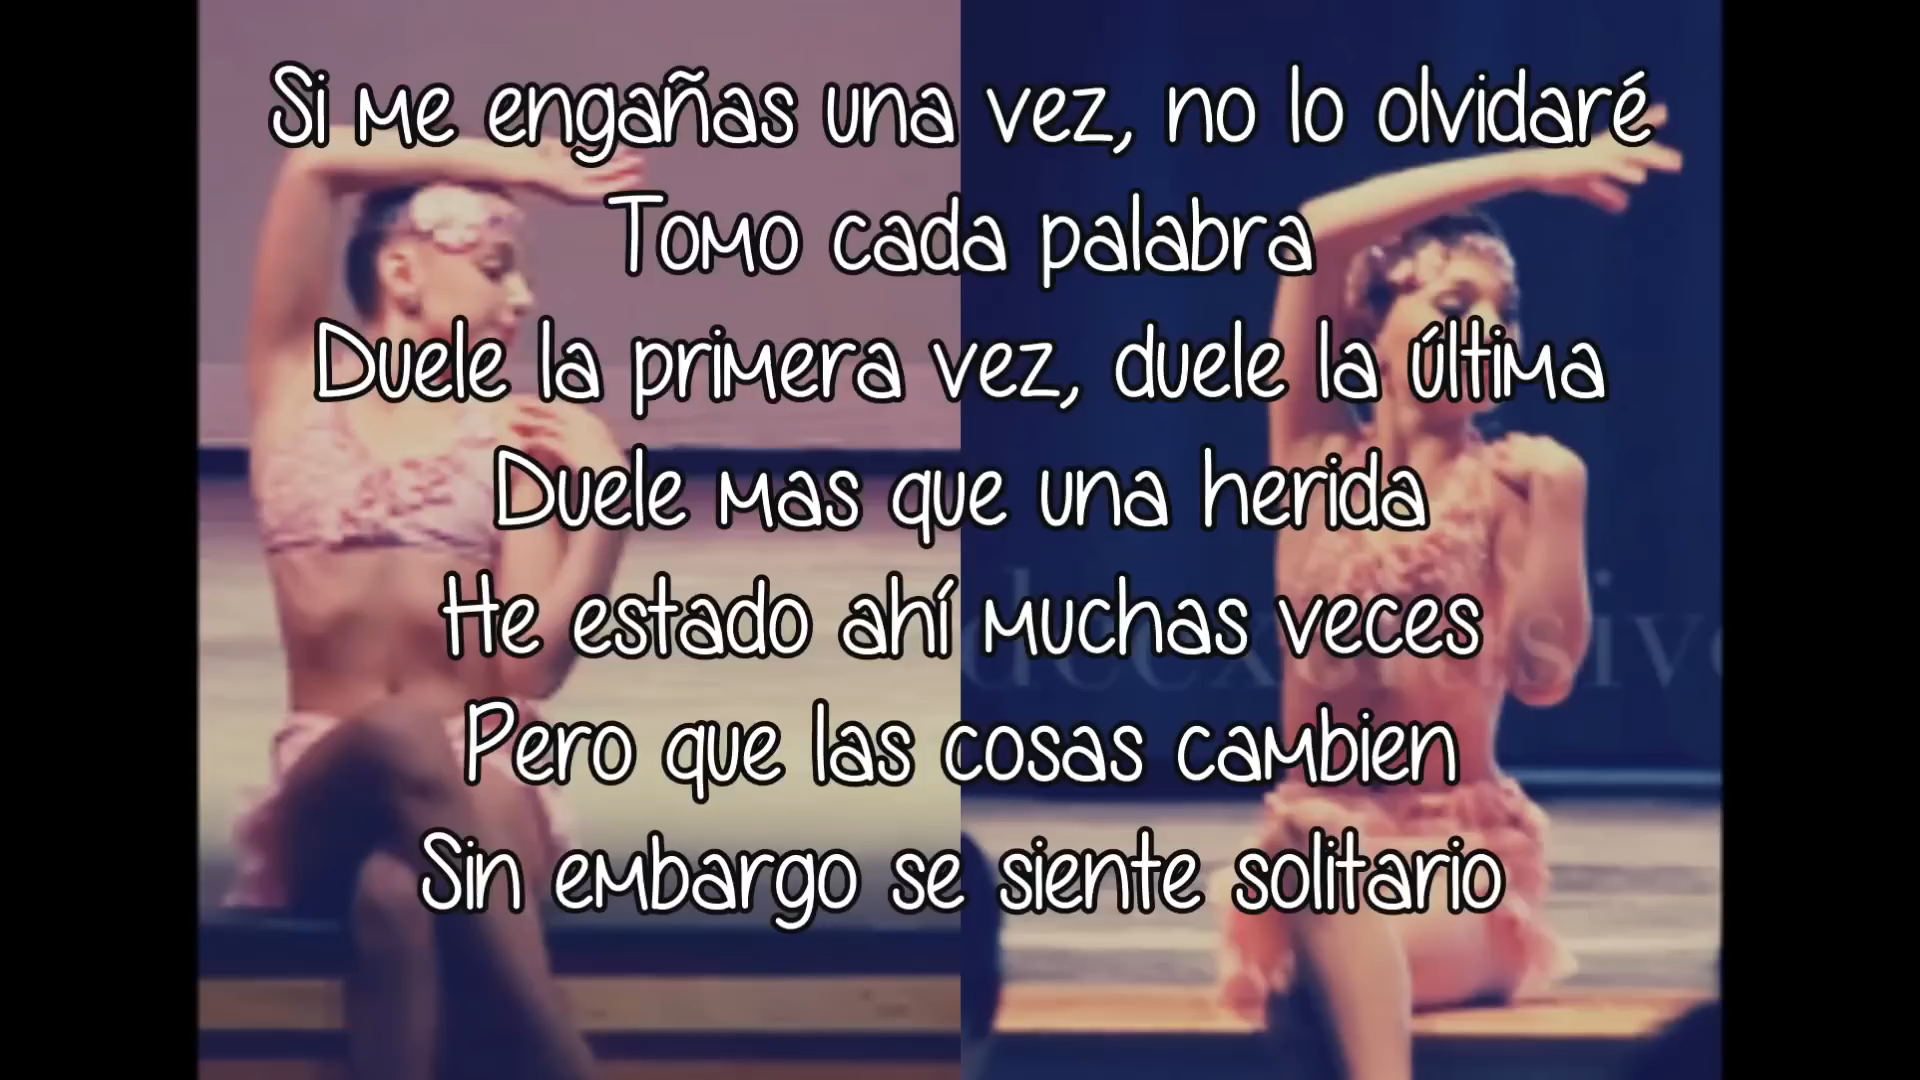 Si me engañas una vez, no lo olvidaré
Tomo cada palabra
Duele la primera vez, duele la última
Duele mas que una herida
He estado ahí muchas veces
Pero que las cosas cambien
Sin embargo se siente solitario